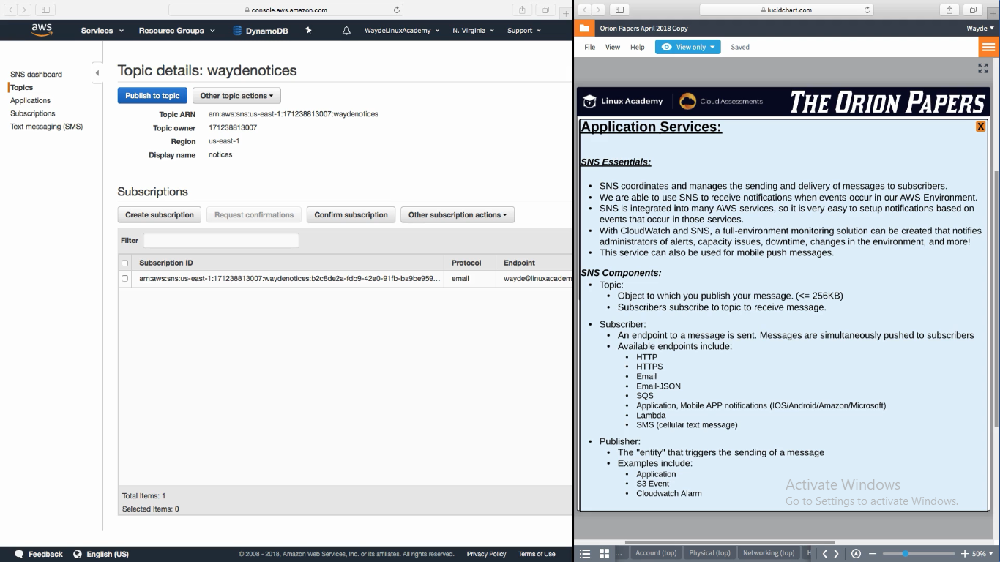 console.aws.amazon.com
aws
Services
Resource Groups
DynamoDB
WaydeLinuxAcademy
N. Virginia
Support
SNS dashboard
Topics
Applications
Subscriptions
Text messaging (SMS)
Topic details: waydenotices
Publish to topic
Other topic actions
Topic ARN arn:aws:sns:us-east-1:171238813007:waydenotices
Topic owner 171238813007
Region us-east-1
Display name notices
Subscriptions
Create subscription
Request confirmations
Confirm subscription
Other subscription actions
Filter
Subscription ID Protocol Endpoint
arn:aws:sns:us-east-1:171238813007:waydenotices:b2c8de2a-fdb9-42e0-91fb-ba9be959... email wayde@linuxacadem
Total Items: 1
Selected Items: 0
Feedback
English (US)
© 2008 - 2018, Amazon Web Services, Inc. or its affiliates. All rights reserved.
Privacy Policy
Terms of Use
lucidchart.com
Orion Papers April 2018 Copy
Wayde
File View Help
View only
Saved
Linux Academy
Cloud Assessments
THE ORION PAPERS
Application Services:
X
SNS Essentials:
• SNS coordinates and manages the sending and delivery of messages to subscribers.
• We are able to use SNS to receive notifications when events occur in our AWS Environment.
• SNS is integrated into many AWS services, so it is very easy to setup notifications based on
events that occur in those services.
• With CloudWatch and SNS, a full-environment monitoring solution can be created that notifies
administrators of alerts, capacity issues, downtime, changes in the environment, and more!
• This service can also be used for mobile push messages.
SNS Components:
• Topic:
• Object to which you publish your message. (<= 256KB)
• Subscribers subscribe to topic to receive message.
• Subscriber:
• An endpoint to a message is sent. Messages are simultaneously pushed to subscribers
• Available endpoints include:
• HTTP
• HTTPS
• Email
• Email-JSON
• SQS
• Application, Mobile APP notifications (IOS/Android/Amazon/Microsoft)
• Lambda
• SMS (cellular text message)
• Publisher:
• The "entity" that triggers the sending of a message
• Examples include:
• Application
• S3 Event
• Cloudwatch Alarm
Activate Windows
Go to Settings to activate Windows.
...
Account (top)
Physical (top)
Networking (top)
50%